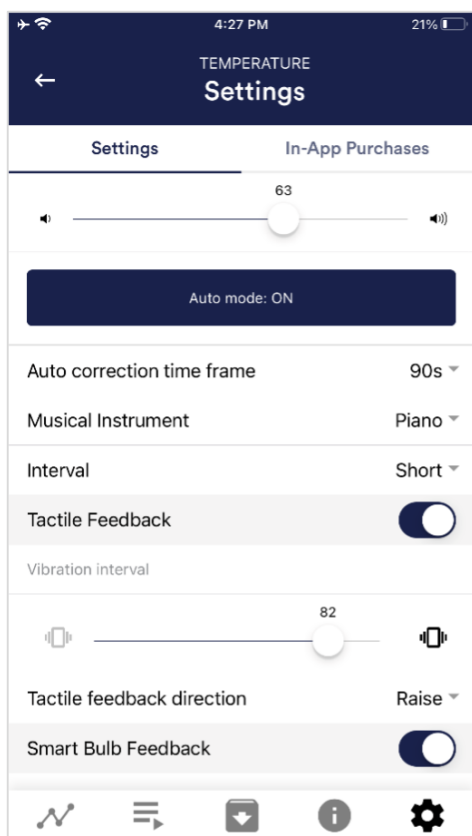 4:27 PM
21%
TEMPERATURE
Settings
Settings
In-App Purchases
63
Auto mode: ON
Auto correction time frame
90s
Musical Instrument
Piano
Interval
Short
Tactile Feedback
Vibration interval
82
Tactile feedback direction
Raise
Smart Bulb Feedback